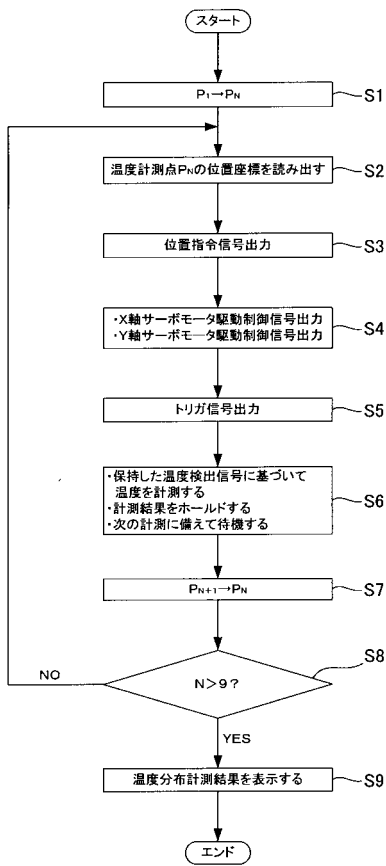 スタート
P₁→PN S1
温度計測点PNの位置座標を読み出す S2
位置指令信号出力 S3
・X軸サーボモータ駆動制御信号出力
・Y軸サーボモータ駆動制御信号出力 S4
トリガ信号出力 S5
・保持した温度検出信号に基づいて
温度を計測する
・計測結果をホールドする S6
・次の計測に備えて待機する
PN+1→PN S7
N>9? S8
NO
YES
温度分布計測結果を表示する S9
エンド